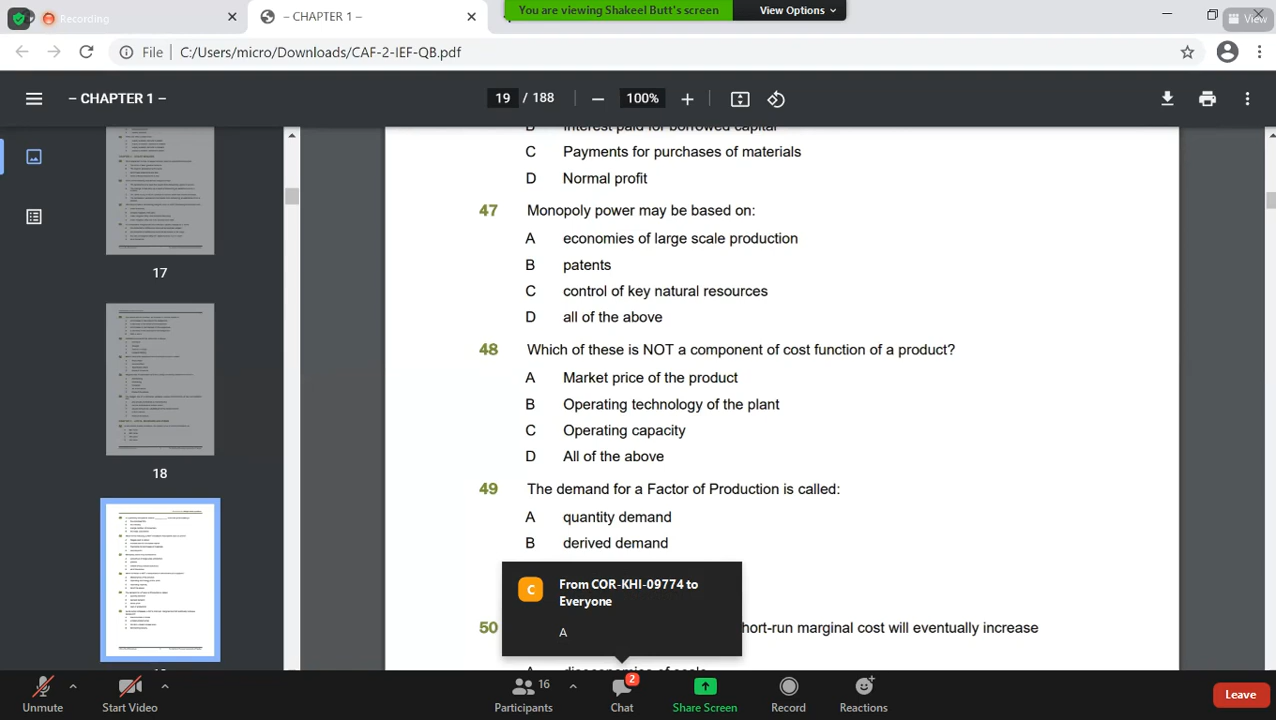 Recording
– CHAPTER 1 –
You are viewing Shakeel Butt's screen
View Options
View
File
C:/Users/micro/Downloads/CAF-2-IEF-QB.pdf
– CHAPTER 1 –
19 / 188
100%
B Interest paid for borrowed capital
C Payments for purchases of materials
D Normal profit
47 Monopoly power may be based on:
A economies of large scale production
B patents
C control of key natural resources
D all of the above
48 Which of these is NOT a component of cost function of a product?
A Market price of the product
B Operating technology of the plant
C Operating capacity
D All of the above
49 The demand for a Factor of Production is called:
A quantity demand
B derived demand
C
From COR-KHI-09774 to
Everyone
A
50 hort-run marginal cost will eventually increase
A diseconomies of scale
17
18
Unmute
Start Video
16
Participants
2
Chat
Share Screen
Record
Reactions
Leave